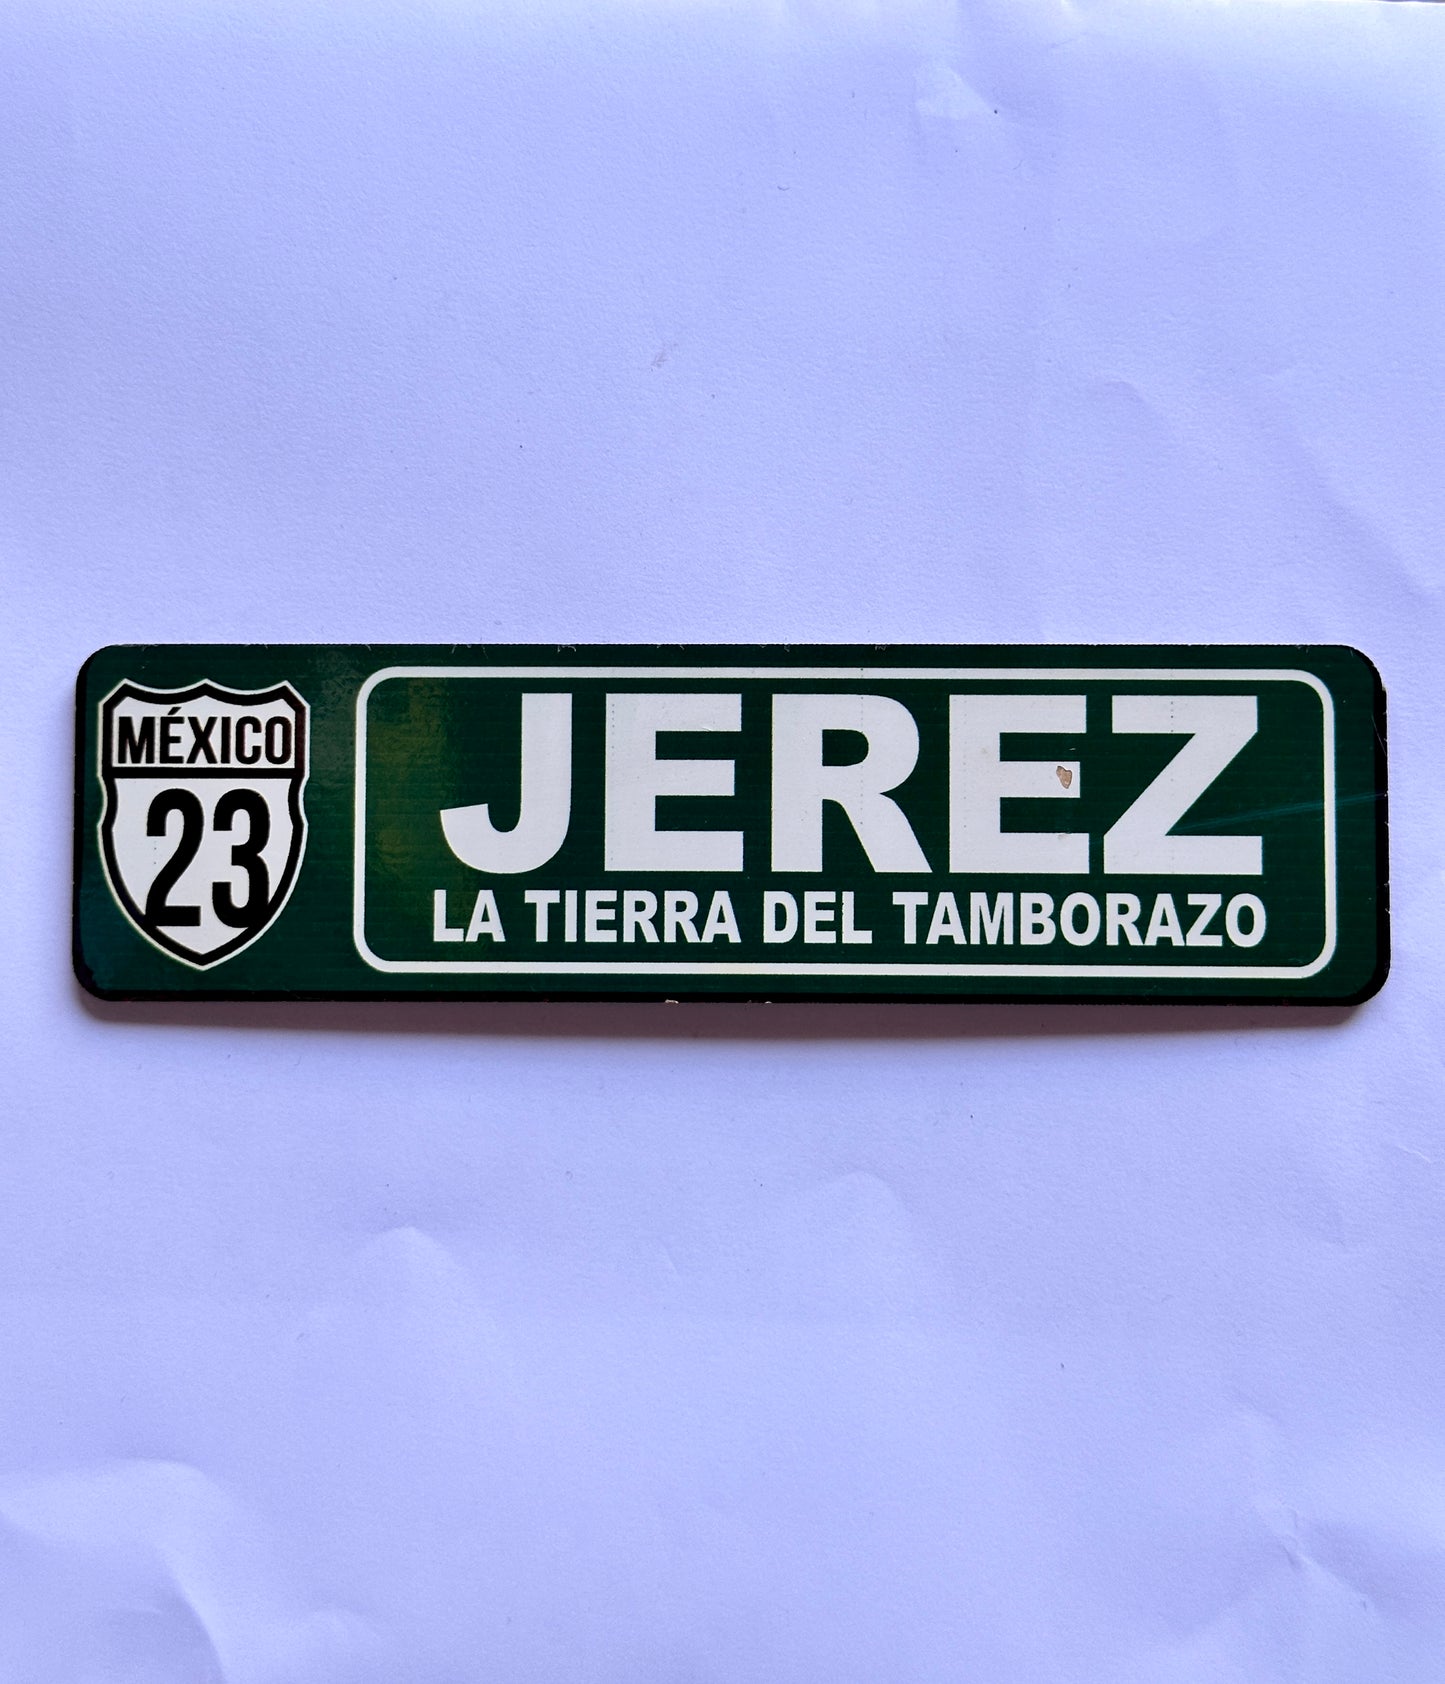 MÉXICO
23
JEREZ
LA TIERRA DEL TAMBORAZO